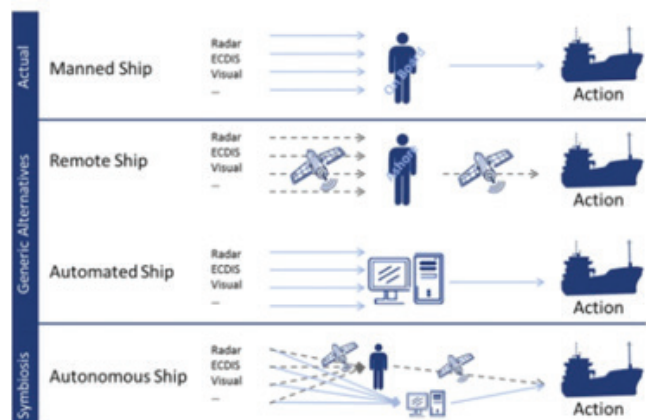 Actual
Manned Ship
Radar
ECDIS
Visual
...
On Board
Action
Generic Alternatives
Remote Ship
Radar
ECDIS
Visual
...
Ashore
Action
Automated Ship
Radar
ECDIS
Visual
...
Action
Symbiosis
Autonomous Ship
Radar
ECDIS
Visual
...
Action